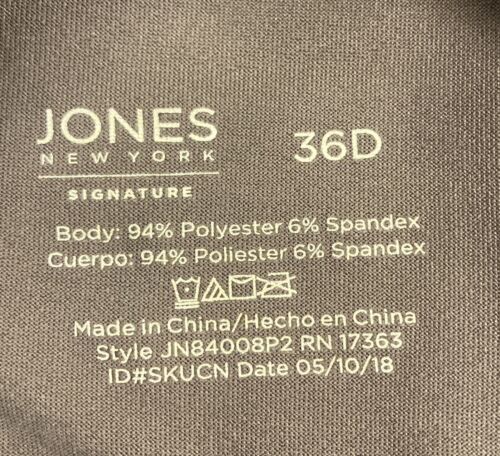 JONES
NEW YORK
SIGNATURE
36D
Body: 94% Polyester 6% Spandex
Cuerpo: 94% Poliester 6% Spandex
Made in China/Hecho en China
Style JN84008P2 RN 17363
ID#SKUCN Date 05/10/18